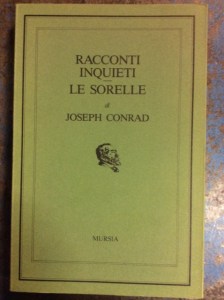 RACCONTI
INQUIETI
LE SORELLE
di
JOSEPH CONRAD
MURSIA